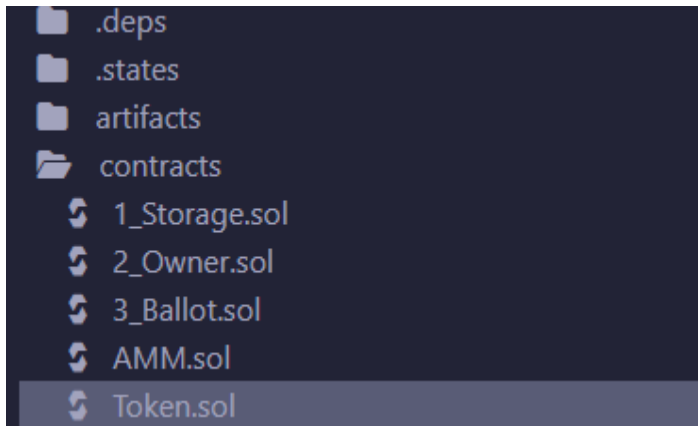 .deps
.states
artifacts
contracts
1_Storage.sol
2_Owner.sol
3_Ballot.sol
AMM.sol
Token.sol